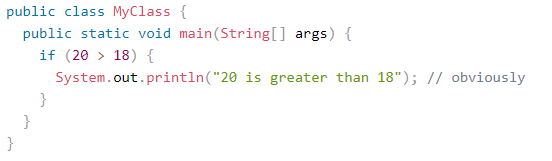 public class MyClass {
  public static void main(String[] args) {
    if (20 > 18) {
      System.out.println("20 is greater than 18"); // obviously
    }
  }
}